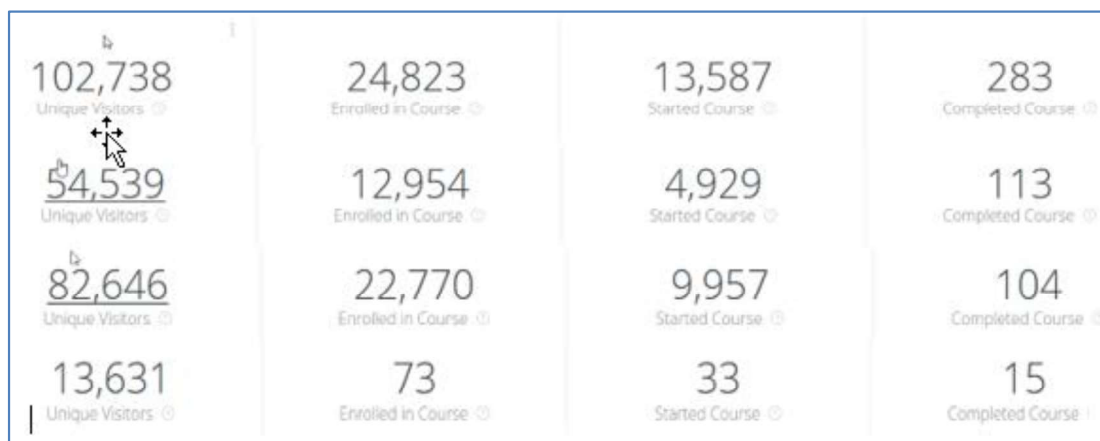 102,738 24,823 13,587 283
Unique Visitors Enrolled in Course Started Course Completed Course
54,539 12,954 4,929 113
Unique Visitors Enrolled in Course Started Course Completed Course
82,646 22,770 9,957 104
Unique Visitors Enrolled in Course Started Course Completed Course
13,631 73 33 15
Unique Visitors Enrolled in Course Started Course Completed Course